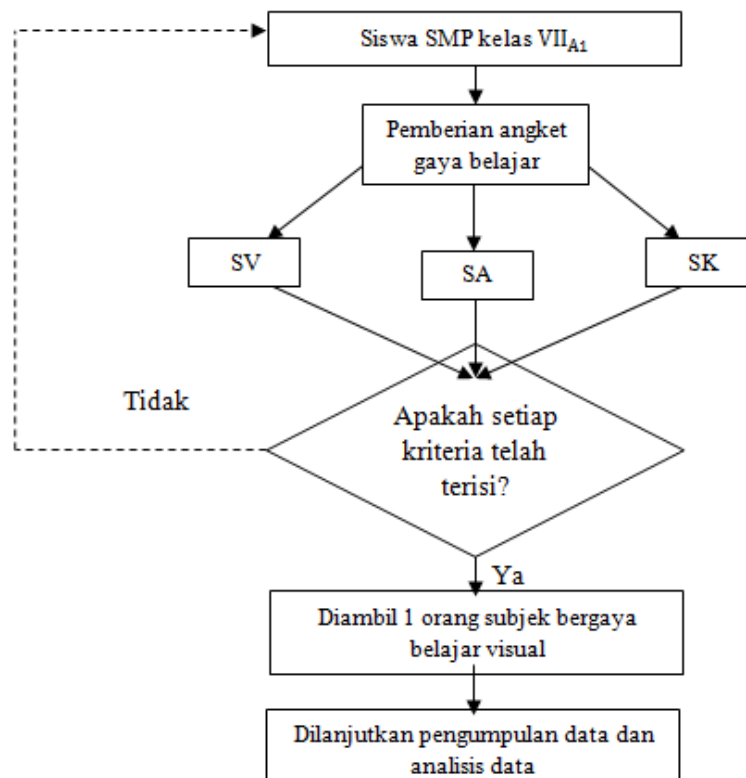 Siswa SMP kelas VIIA1
Pemberian angket
gaya belajar
SV
SA
SK
Tidak
Apakah setiap
kriteria telah
terisi?
Ya
Diambil 1 orang subjek bergaya
belajar visual
Dilanjutkan pengumpulan data dan
analisis data